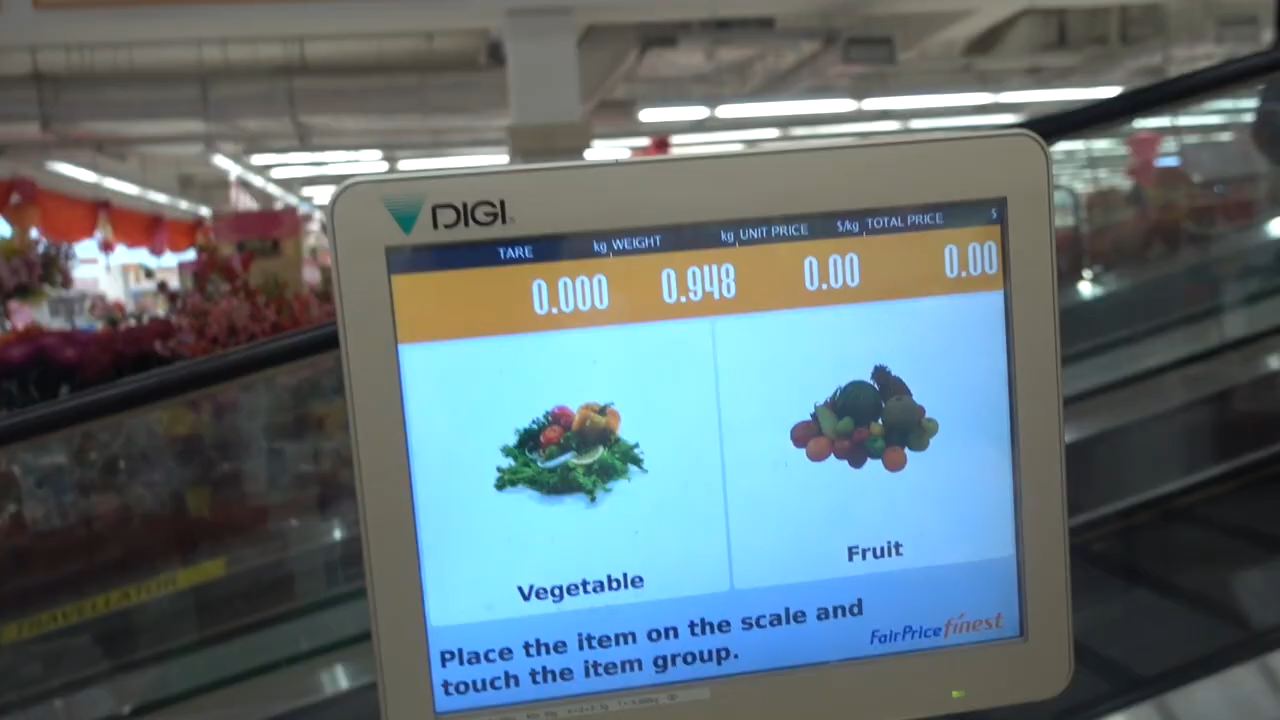 DIGI
TARE kg WEIGHT kg UNIT PRICE $/kg TOTAL PRICE $
0.000 0.948 0.00 0.00
Vegetable Fruit
Place the item on the scale and
touch the item group.
FairPrice finest
TRAVELLATOR